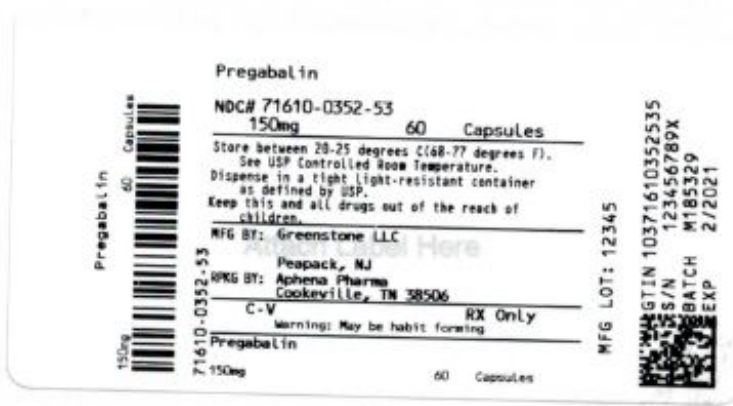 Pregabalin
NDC# 71610-0352-53
150mg 60 Capsules
Store between 20-25 degrees C(68-77 degrees F).
See USP Controlled Room Temperature.
Dispense in a tight light-resistant container
as defined by USP.
Keep this and all drugs out of the reach of
children.
MFG BY: Greenstone LLC
Attach Label Here
Peapack, NJ
RPKG BY: Aphena Pharma
Cookeville, TN 38506
C-V RX Only
Warning: May be habit forming
Pregabalin
150mg 60 Capsules
Pregabalin
150mg 60 Capsules
71610-0352-53
MFG LOT: 12345
GTIN 10371610352535
S/N 123456789X
BATCH M185329
EXP 2/2021